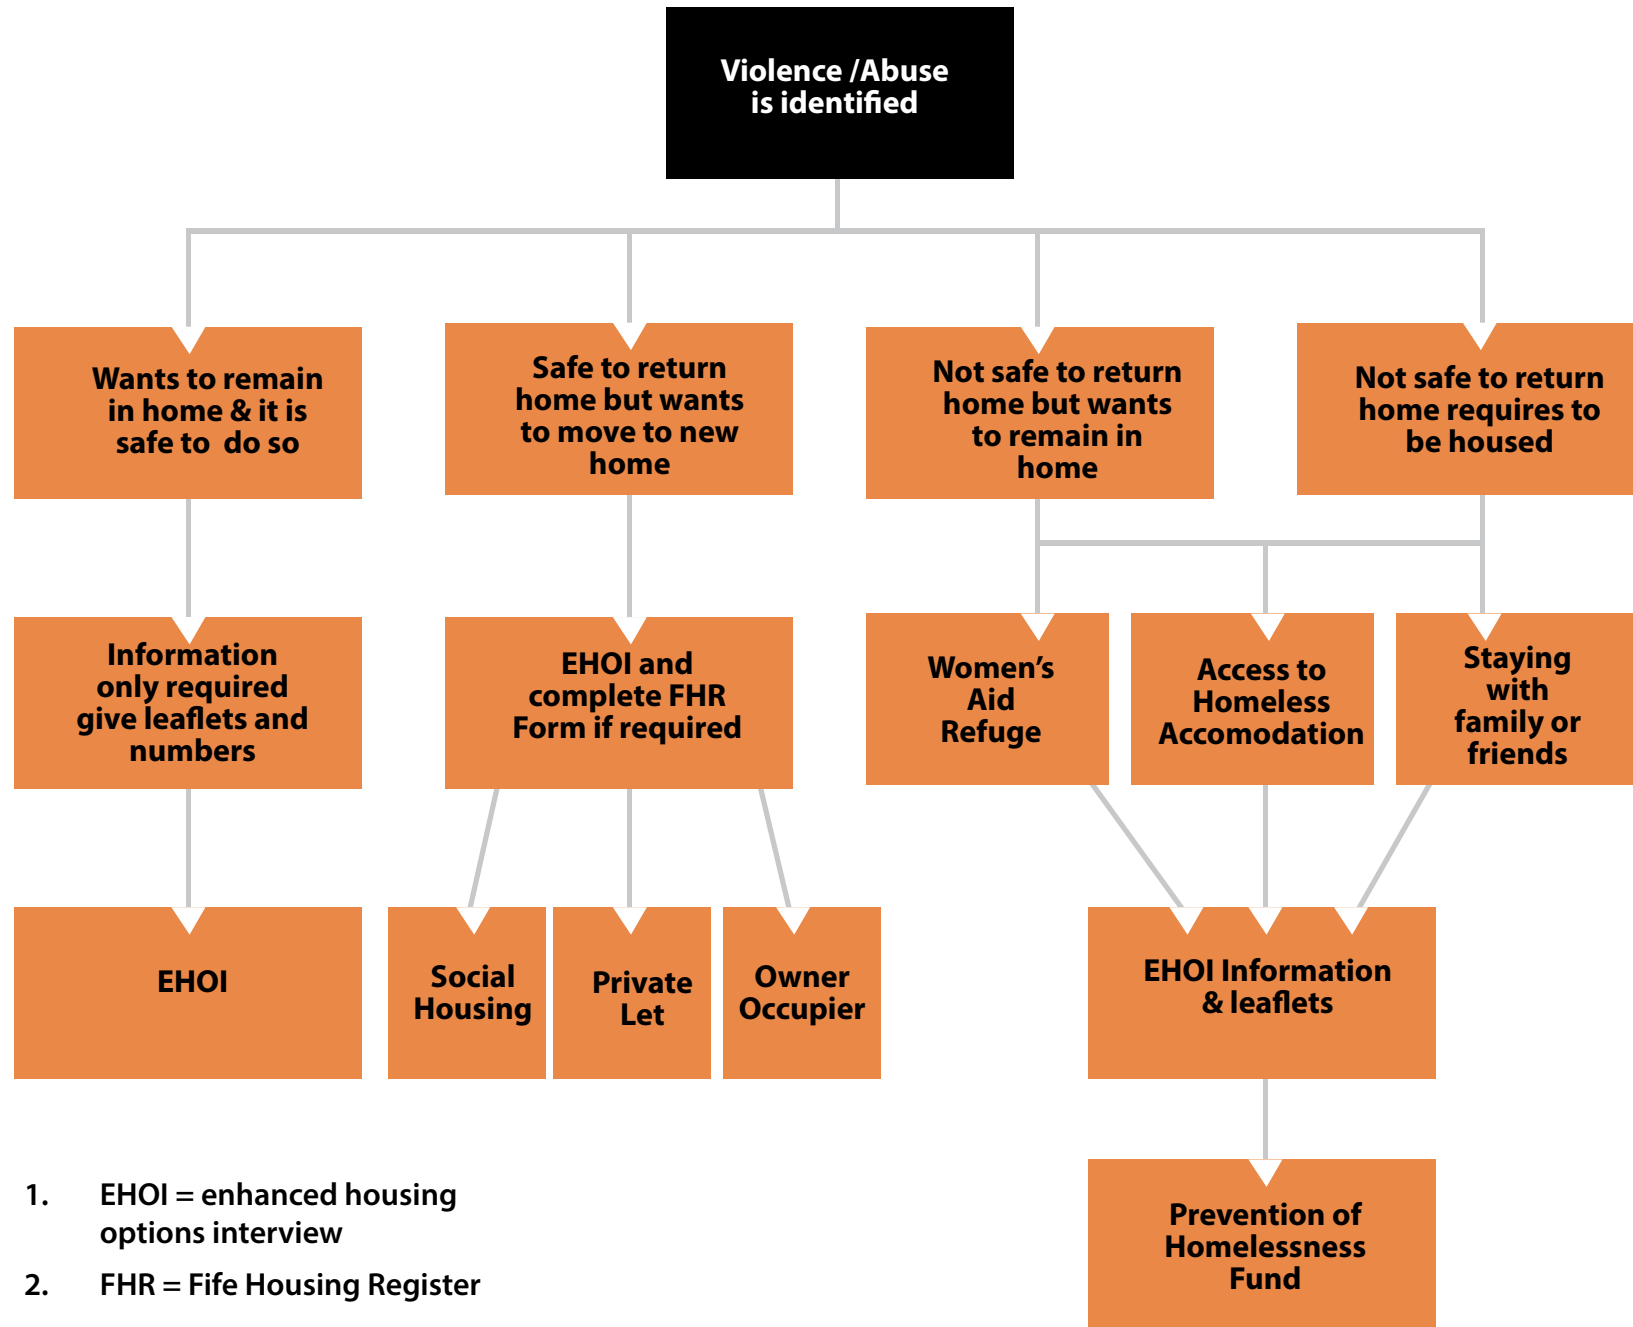 Violence /Abuse
is identified
Wants to remain
in home & it is
safe to  do so
Safe to return
home but wants
to move to new
home
Not safe to return
home but wants
to remain in
home
Not safe to return
home requires to
be housed
Information
only required
give leaflets and
numbers
EHOI and
complete FHR
Form if required
Women’s
Aid
Refuge
Access to
Homeless
Accomodation
Staying
with
family or
friends
EHOI
Social
Housing
Private
Let
Owner
Occupier
EHOI Information
& leaflets
Prevention of
Homelessness
Fund
1. EHOI = enhanced housing
options interview
2. FHR = Fife Housing Register